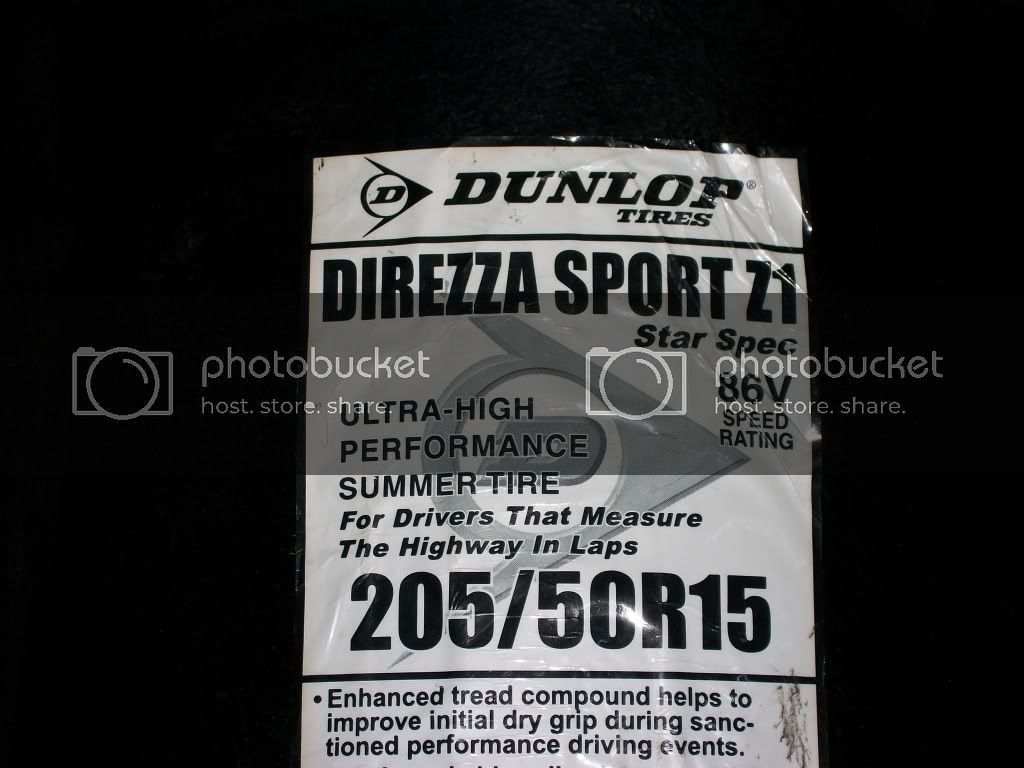 D DUNLOP®
TIRES
DIREZZA SPORT Z1
Star Spec
86V
SPEED
RATING
ULTRA-HIGH
PERFORMANCE
SUMMER TIRE
For Drivers That Measure
The Highway In Laps
205/50R15
• Enhanced tread compound helps to
improve initial dry grip during sanc-
tioned performance driving events.
photobucket
host. store. share.
photobucket
host. store. share.